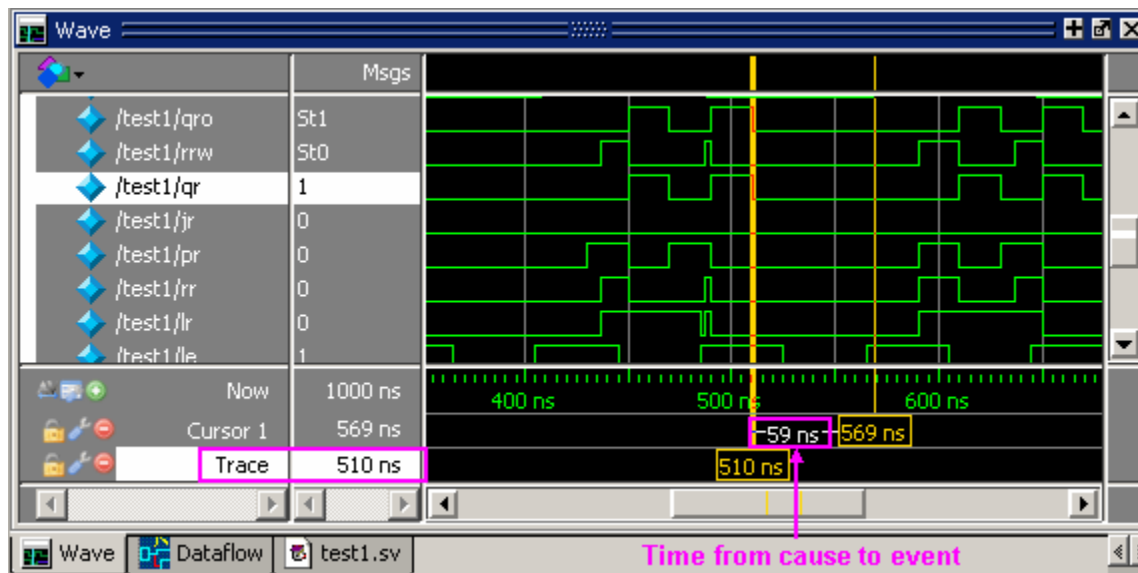 Wave
Msgs
/test1/qro St1
/test1/rrw St0
/test1/qr 1
/test1/jr 0
/test1/pr 0
/test1/rr 0
/test1/lr 0
/test1/le 1
Now 1000 ns 400 ns 500 ns 600 ns
Cursor 1 569 ns 59 ns 569 ns
Trace 510 ns 510 ns
Wave Dataflow test1.sv Time from cause to event